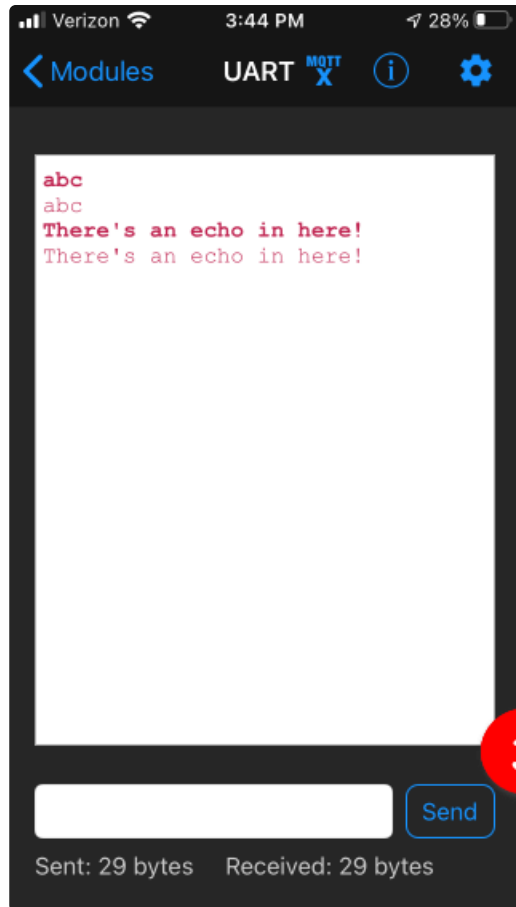 Verizon 3:44 PM 28%
Modules UART MQTT X i
abc
abc
There's an echo in here!
There's an echo in here!
Send
Sent: 29 bytes Received: 29 bytes